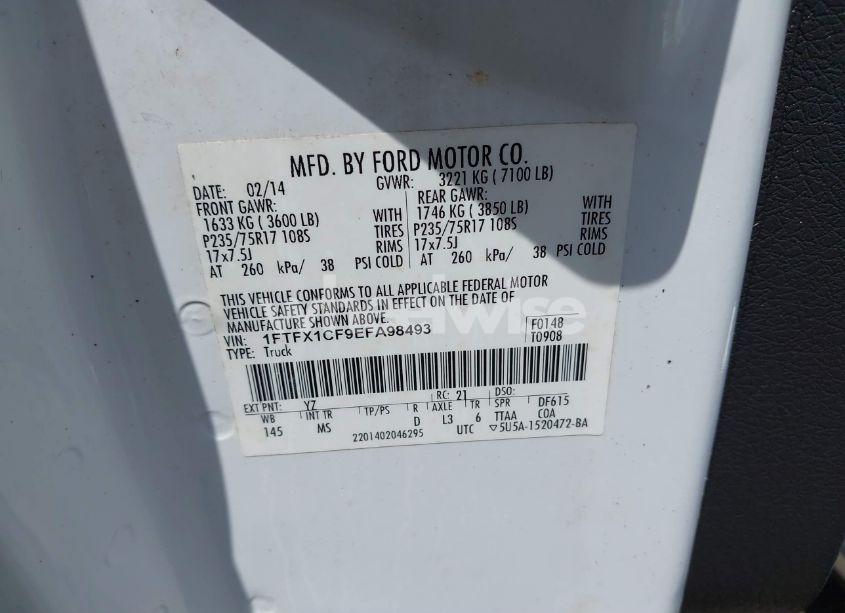 MFD. BY FORD MOTOR CO.
DATE: 02/14 GVWR: 3221 KG ( 7100 LB)
FRONT GAWR: REAR GAWR:
1633 KG ( 3600 LB) WITH 1746 KG ( 3850 LB) WITH
P235/75R17 108S TIRES P235/75R17 108S TIRES
17x7.5J RIMS 17x7.5J RIMS
AT 260 kPa/ 38 PSI COLD AT 260 kPa/ 38 PSI COLD
THIS VEHICLE CONFORMS TO ALL APPLICABLE FEDERAL MOTOR
VEHICLE SAFETY STANDARDS IN EFFECT ON THE DATE OF
MANUFACTURE SHOWN ABOVE.
VIN: 1FTFX1CF9EFA98493 F0148
TYPE: Truck T0908
EXT PNT: Y7 RC: 21 DSO:
WB INT TR TP/PS R AXLE TR SPR DF615
145 MS D L3 6 TTAA COA
2201402046295 UTC ▽5U5A-1520472-BA